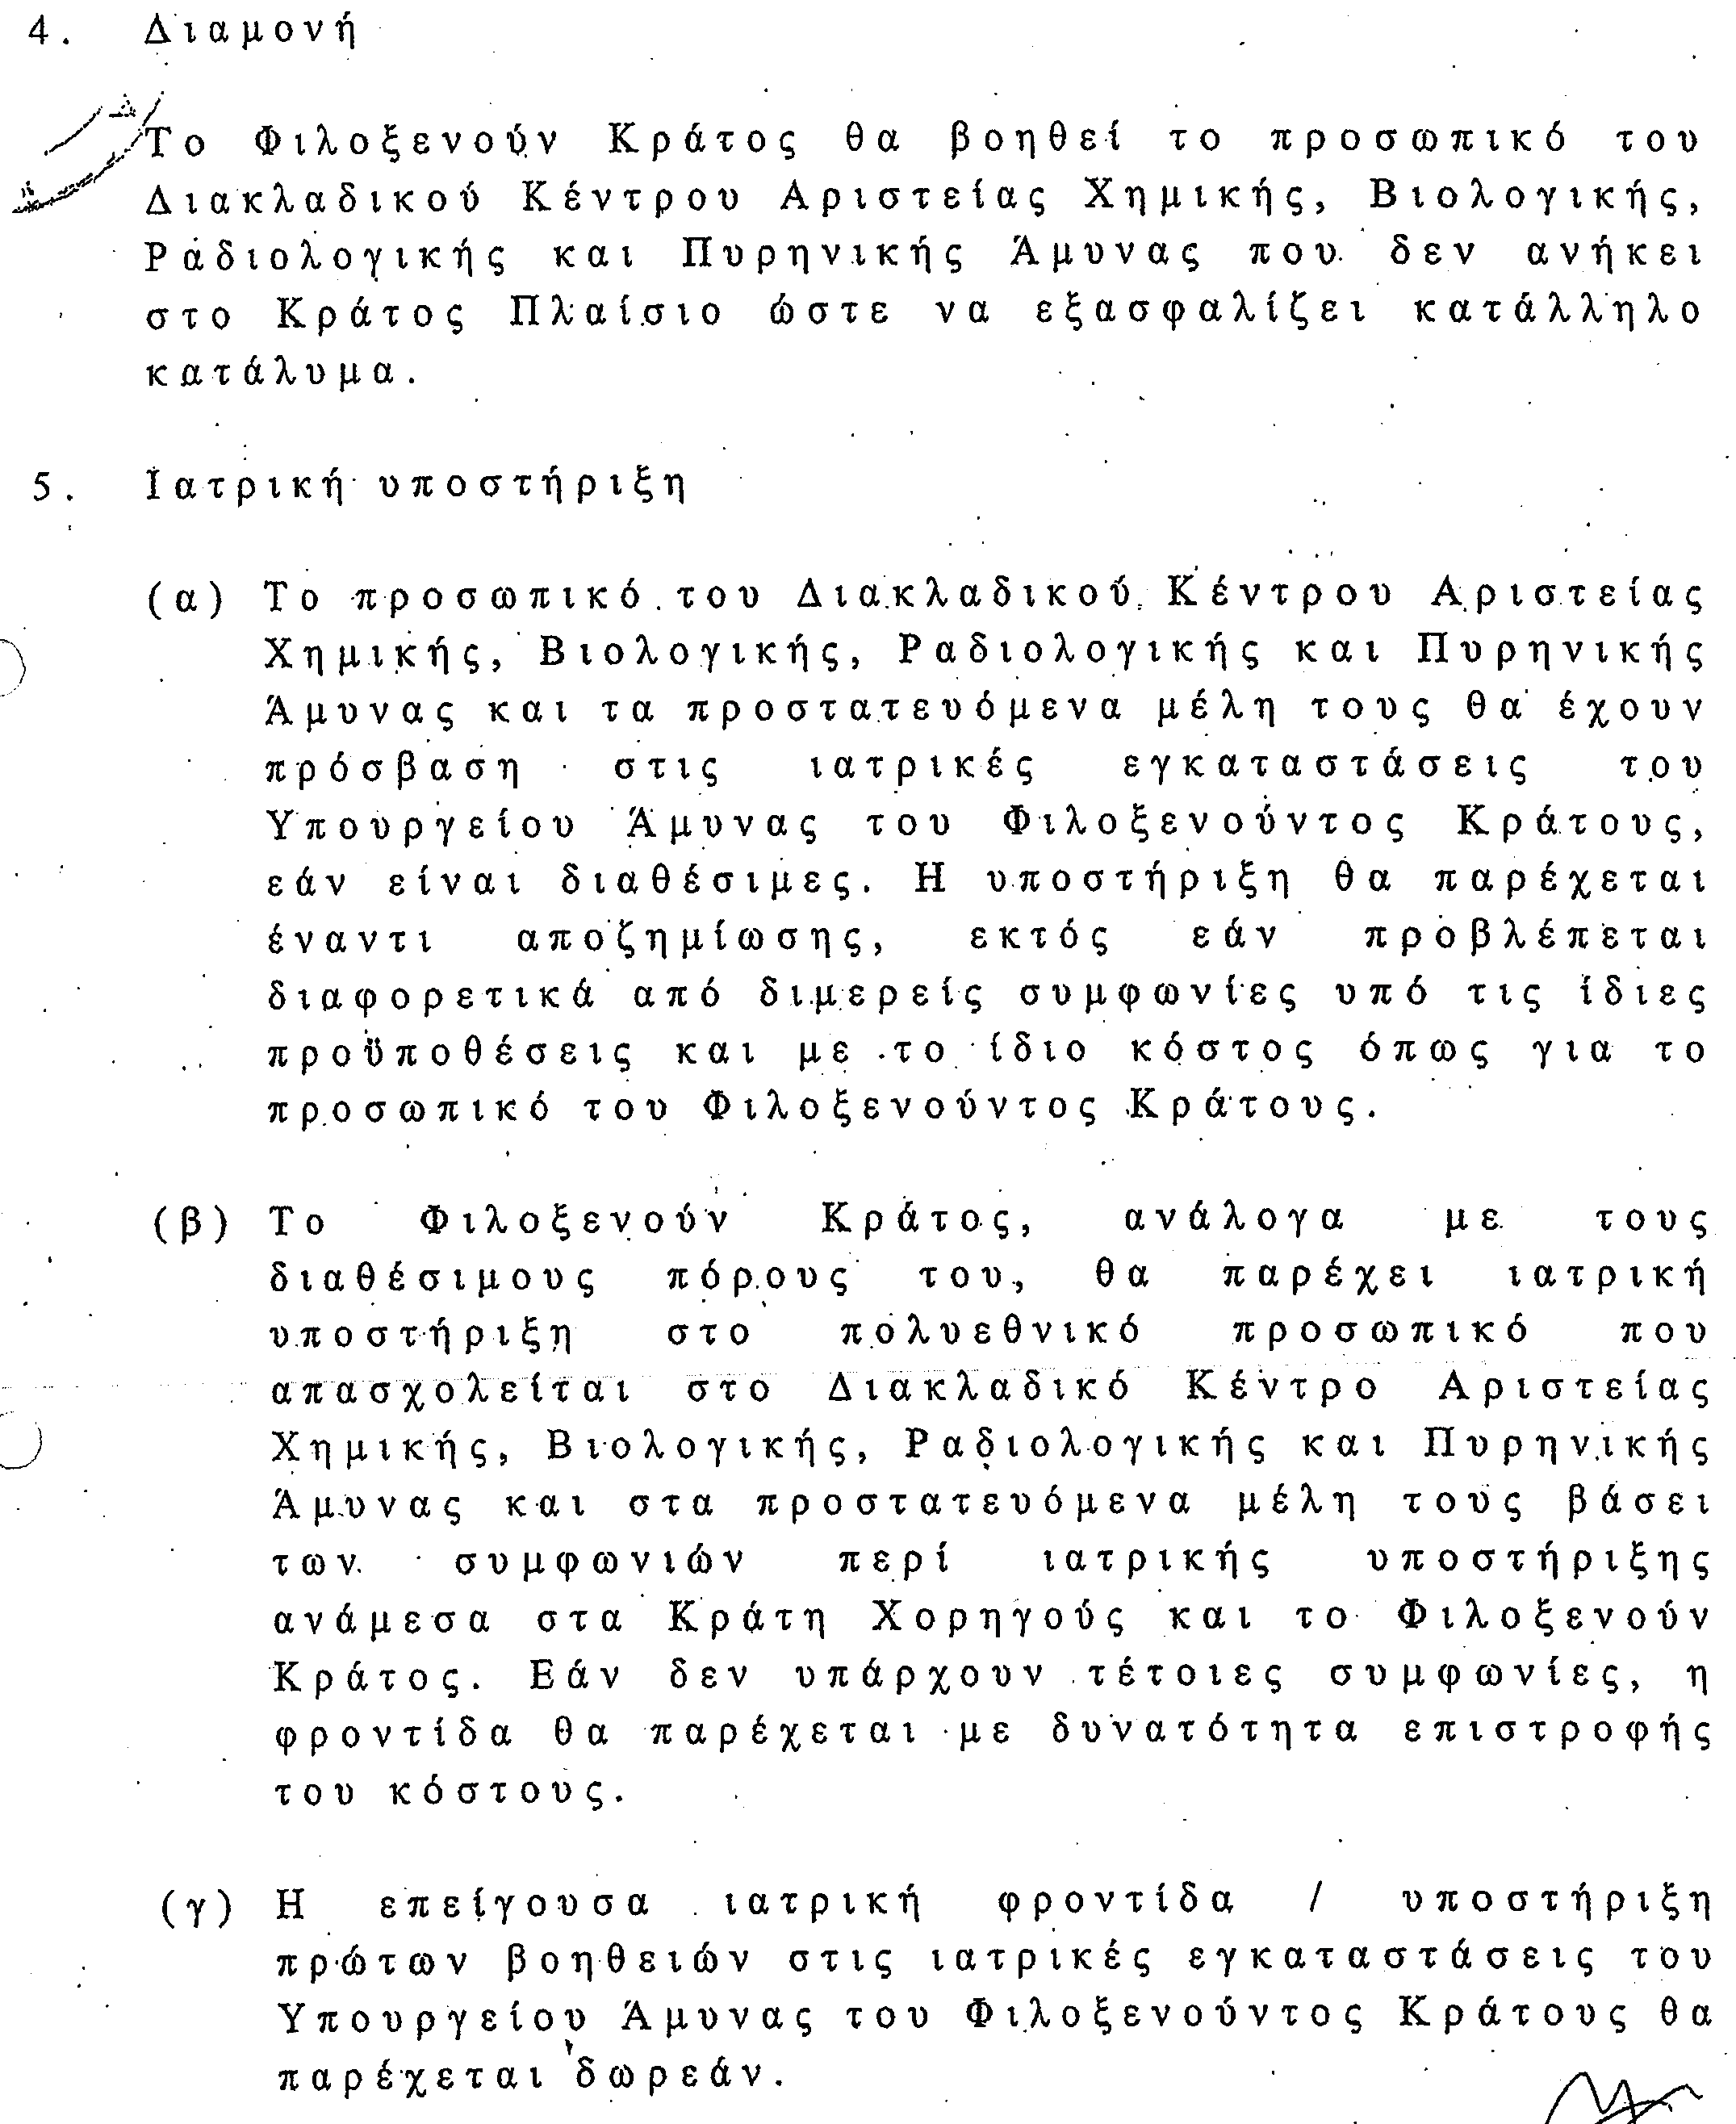 4. Διαμονή
Το Φιλοξενούν Κράτος θα βοηθεί το προσωπικό του
Διακλαδικού Κέντρου Αριστείας Χημικής, Βιολογικής,
Ραδιολογικής και Πυρηνικής Άμυνας που δεν ανήκει
στο Κράτος Πλαίσιο ώστε να εξασφαλίζει κατάλληλο
κατάλυμα.
5. Ιατρική υποστήριξη
(α) Το προσωπικό του Διακλαδικού Κέντρου Αριστείας
Χημικής, Βιολογικής, Ραδιολογικής και Πυρηνικής
Άμυνας και τα προστατευόμενα μέλη τους θα έχουν
πρόσβαση στις ιατρικές εγκαταστάσεις του
Υπουργείου Άμυνας του Φιλοξενούντος Κράτους,
εάν είναι διαθέσιμες. Η υποστήριξη θα παρέχεται
έναντι αποζημίωσης, εκτός εάν προβλέπεται
διαφορετικά από διμερείς συμφωνίες υπό τις ίδιες
προϋποθέσεις και με το ίδιο κόστος όπως για το
προσωπικό του Φιλοξενούντος Κράτους.
(β) Το Φιλοξενούν Κράτος, ανάλογα με τους
διαθέσιμους πόρους του, θα παρέχει ιατρική
υποστήριξη στο πολυεθνικό προσωπικό που
απασχολείται στο Διακλαδικό Κέντρο Αριστείας
Χημικής, Βιολογικής, Ραδιολογικής και Πυρηνικής
Άμυνας και στα προστατευόμενα μέλη τους βάσει
των συμφωνιών περί ιατρικής υποστήριξης
ανάμεσα στα Κράτη Χορηγούς και το Φιλοξενούν
Κράτος. Εάν δεν υπάρχουν τέτοιες συμφωνίες, η
φροντίδα θα παρέχεται με δυνατότητα επιστροφής
του κόστους.
(γ) Η επείγουσα ιατρική φροντίδα / υποστήριξη
πρώτων βοηθειών στις ιατρικές εγκαταστάσεις του
Υπουργείου Άμυνας του Φιλοξενούντος Κράτους θα
παρέχεται δωρεάν.